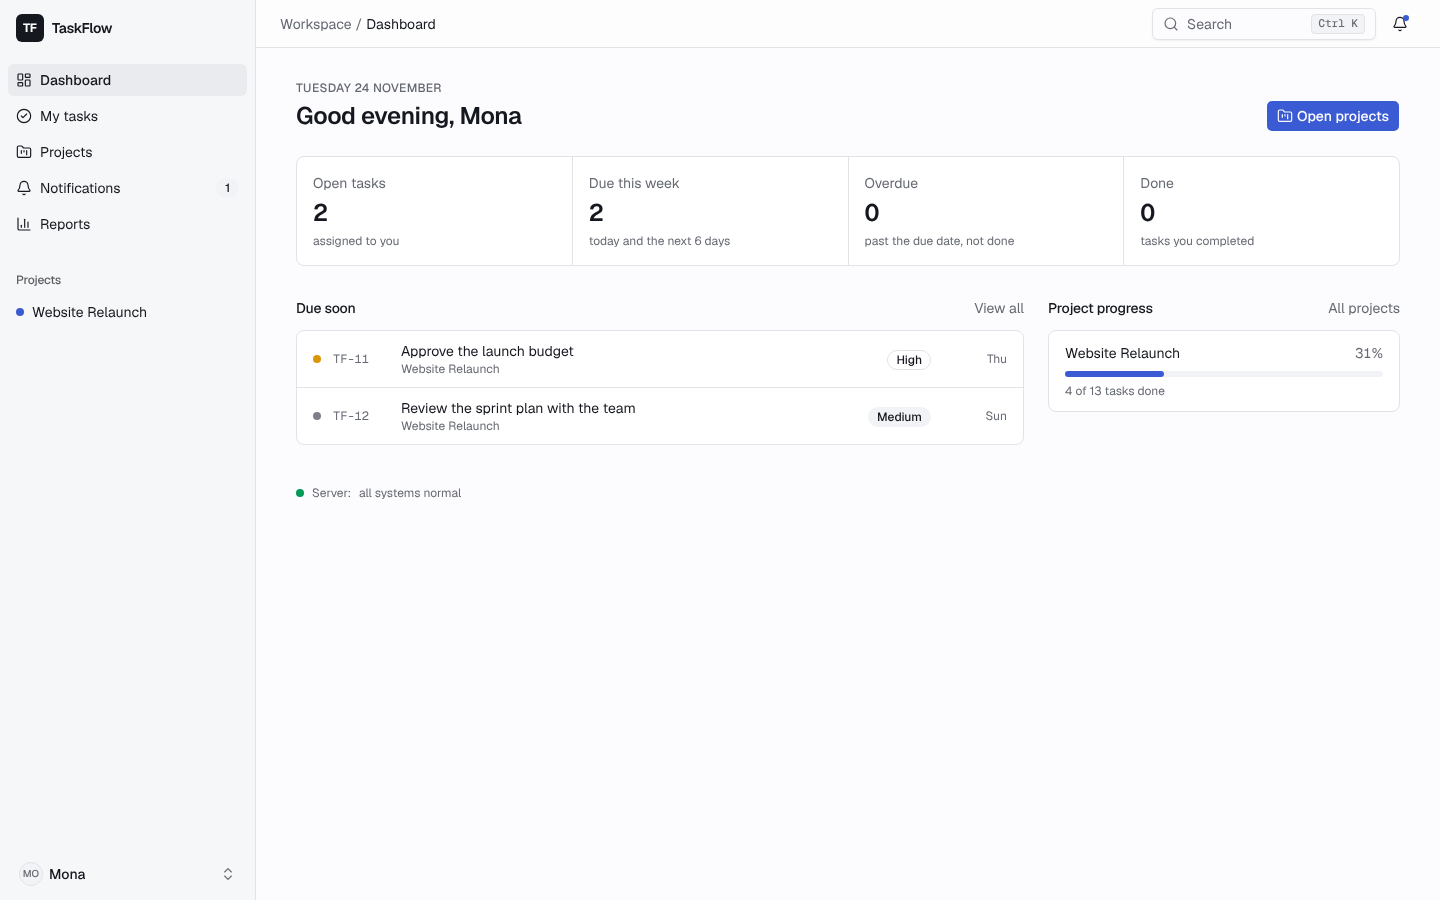 TF TaskFlow
Dashboard
My tasks
Projects
Notifications 1
Reports
Projects
Website Relaunch
MO Mona
Workspace / Dashboard
Search Ctrl K
TUESDAY 24 NOVEMBER
Good evening, Mona
Open projects
Open tasks
2
assigned to you
Due this week
2
today and the next 6 days
Overdue
0
past the due date, not done
Done
0
tasks you completed
Due soon View all
TF-11 Approve the launch budget High Thu
Website Relaunch
TF-12 Review the sprint plan with the team Medium Sun
Website Relaunch
Project progress All projects
Website Relaunch 31%
4 of 13 tasks done
Server: all systems normal